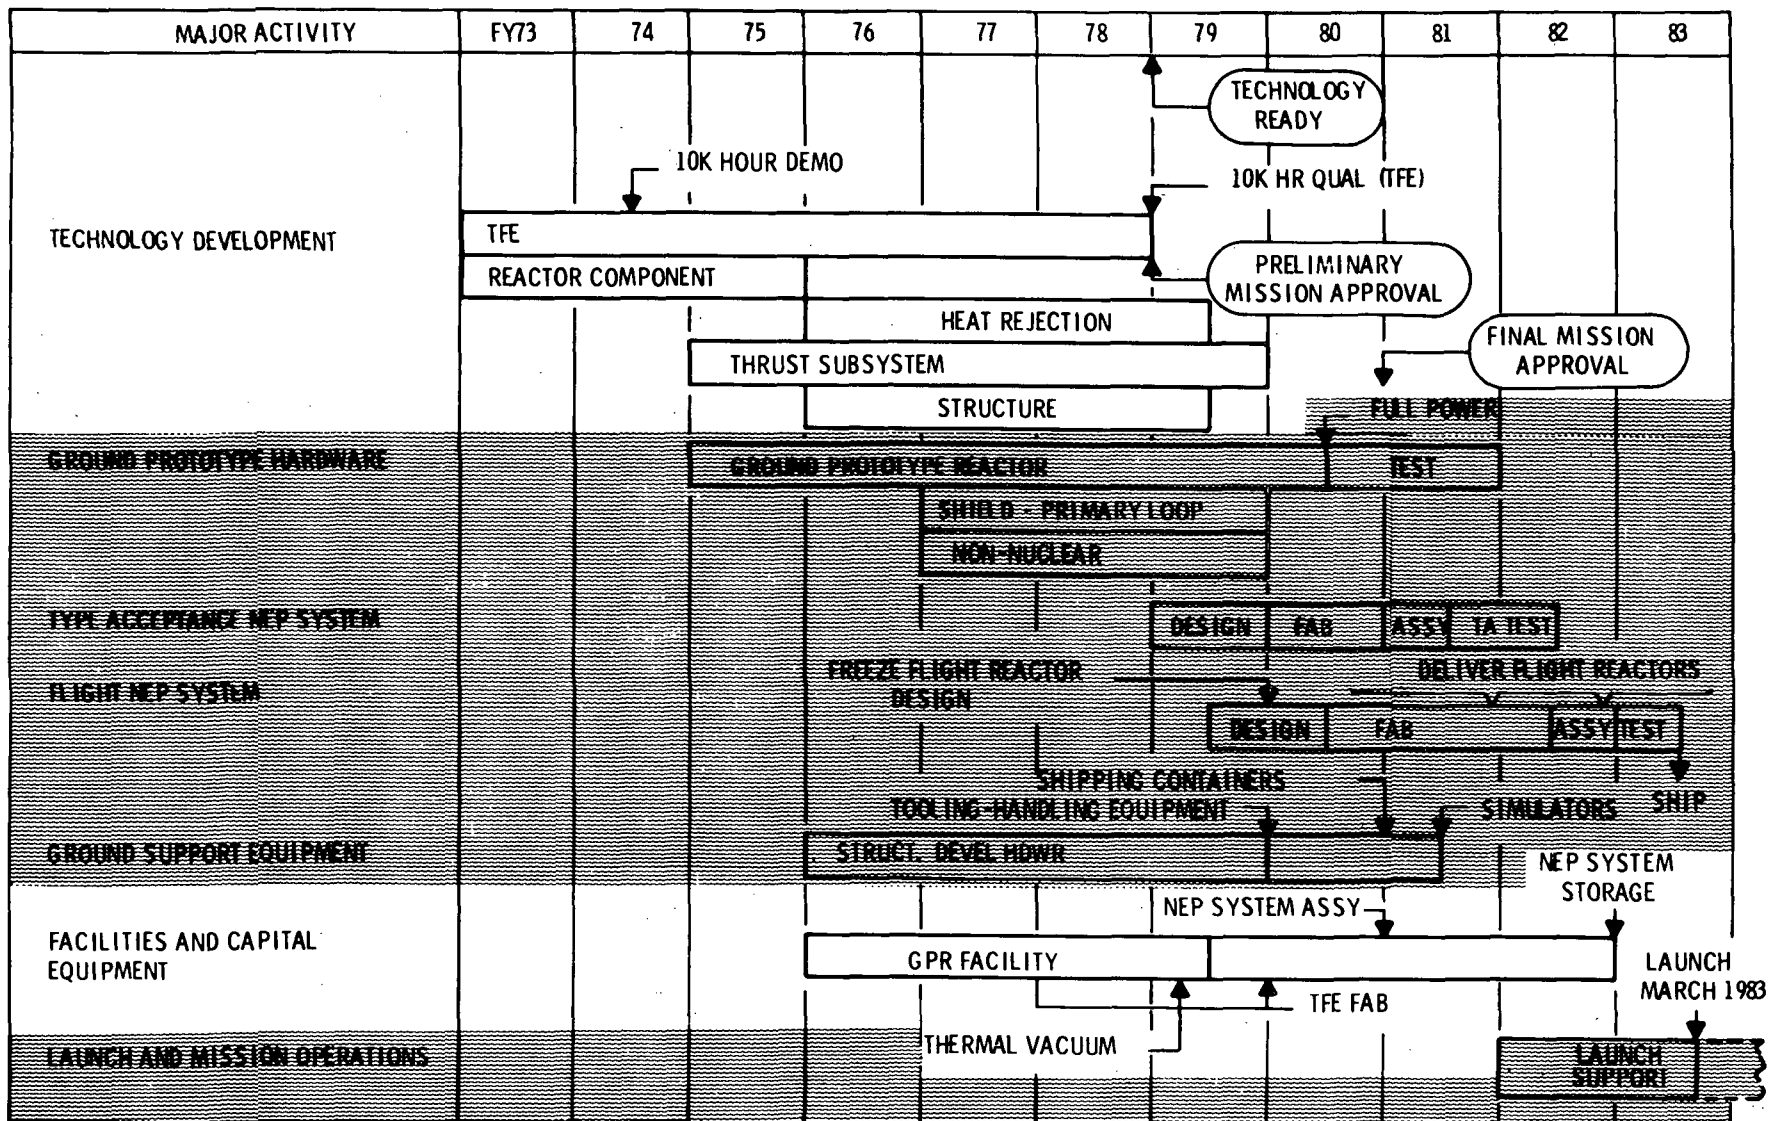 MAJOR ACTIVITY FY73 74 75 76 77 78 79 80 81 82 83
TECHNOLOGY
READY
10K HOUR DEMO
10K HR QUAL (TFE)
TECHNOLOGY DEVELOPMENT
TFE
REACTOR COMPONENT
PRELIMINARY
MISSION APPROVAL
HEAT REJECTION
THRUST SUBSYSTEM
FINAL MISSION
APPROVAL
STRUCTURE
FULL POWER
GROUND PROTOTYPE HARDWARE
GROUND PROTOTYPE REACTOR
TEST
SHIELD - PRIMARY LOOP
NON-NUCLEAR
TYPE ACCEPTANCE NEP SYSTEM
DESIGN FAB ASSY TA TEST
FREEZE FLIGHT REACTOR
DESIGN
DELIVER FLIGHT REACTORS
FLIGHT NEP SYSTEM
DESIGN FAB ASSY TEST
SHIPPING CONTAINERS
TOOLING-HANDLING EQUIPMENT
SIMULATORS
SHIP
GROUND SUPPORT EQUIPMENT
STRUCT. DEVEL HDWR
NEP SYSTEM
STORAGE
NEP SYSTEM ASSY
FACILITIES AND CAPITAL
EQUIPMENT
GPR FACILITY
LAUNCH
MARCH 1983
TFE FAB
THERMAL VACUUM
LAUNCH AND MISSION OPERATIONS
LAUNCH
SUPPORT